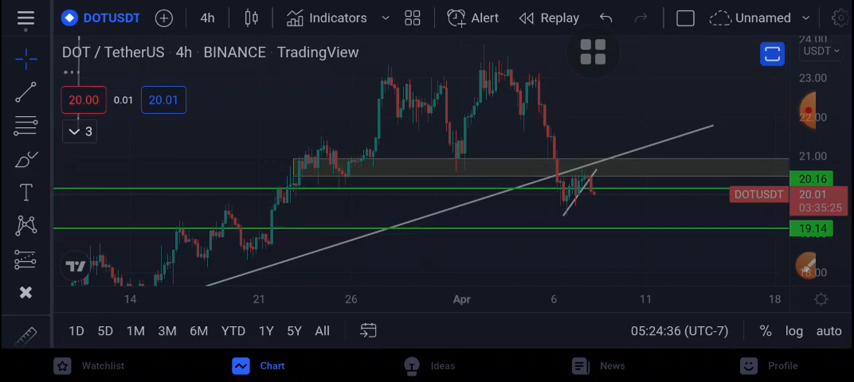 DOTUSDT 4h Indicators Alert Replay Unnamed
DOT / TetherUS 4h BINANCE TradingView
24.00
USDT
20.00 0.01 20.01
3
23.00
22.00
21.00
20.16
DOTUSDT 20.01
03:35:25
19.14
18.00
14 21 26 Apr 6 11 18
1D 5D 1M 3M 6M YTD 1Y 5Y All 05:24:36 (UTC-7) % log auto
Watchlist Chart Ideas News Profile